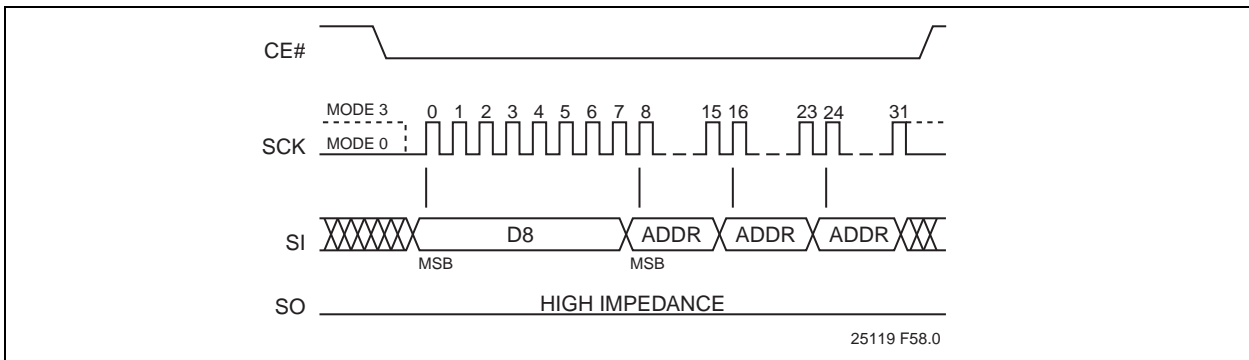 CE#
MODE 3
0 1 2 3 4 5 6 7 8 15 16 23 24 31
SCK MODE 0
SI D8 ADDR ADDR ADDR
MSB MSB
SO HIGH IMPEDANCE
25119 F58.0